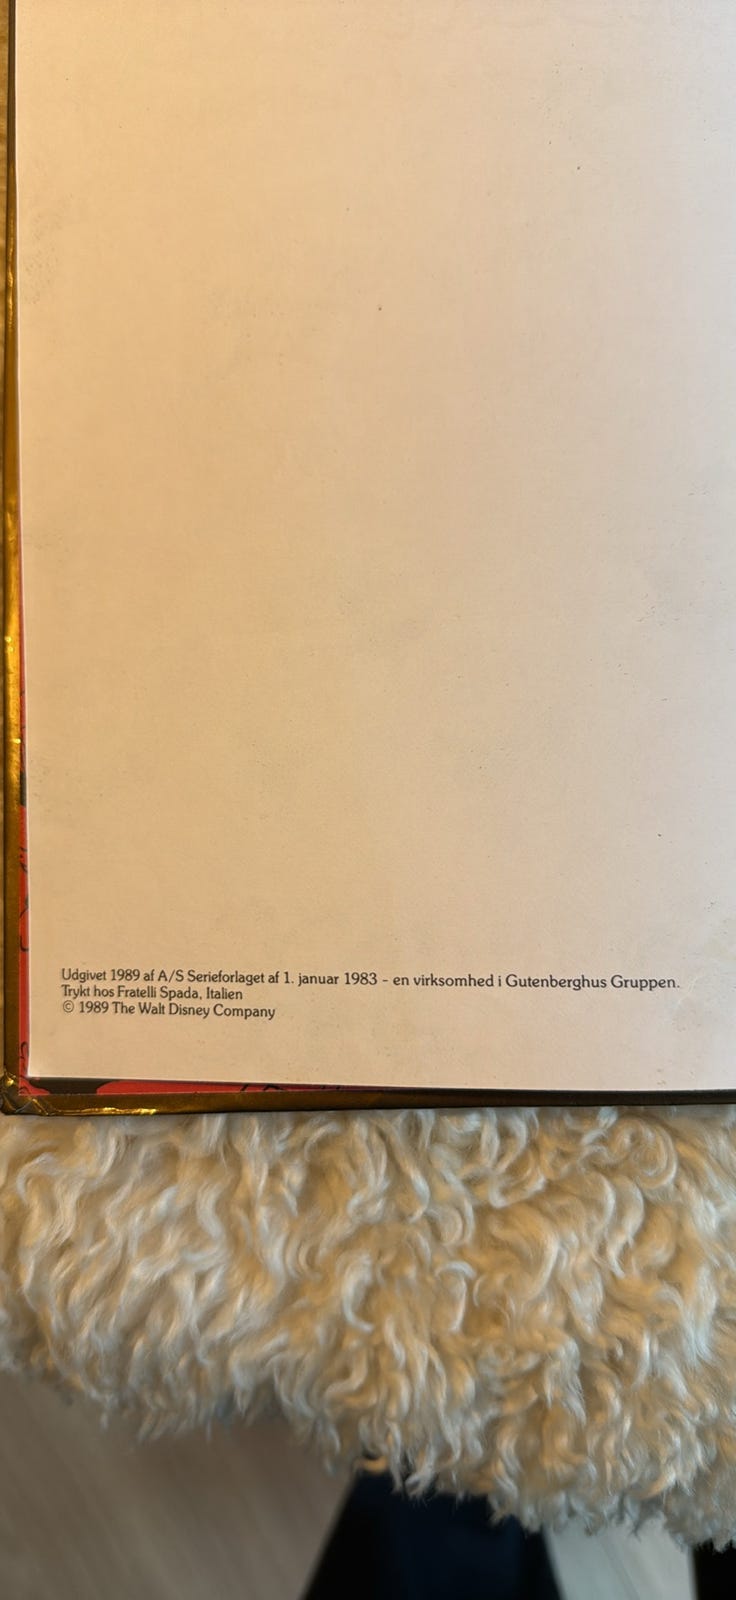 Udgivet 1989 af A/S Serieforlaget af 1. januar 1983 - en virksomhed i Gutenberghus Gruppen.
Trykt hos Fratelli Spada, Italien
© 1989 The Walt Disney Company